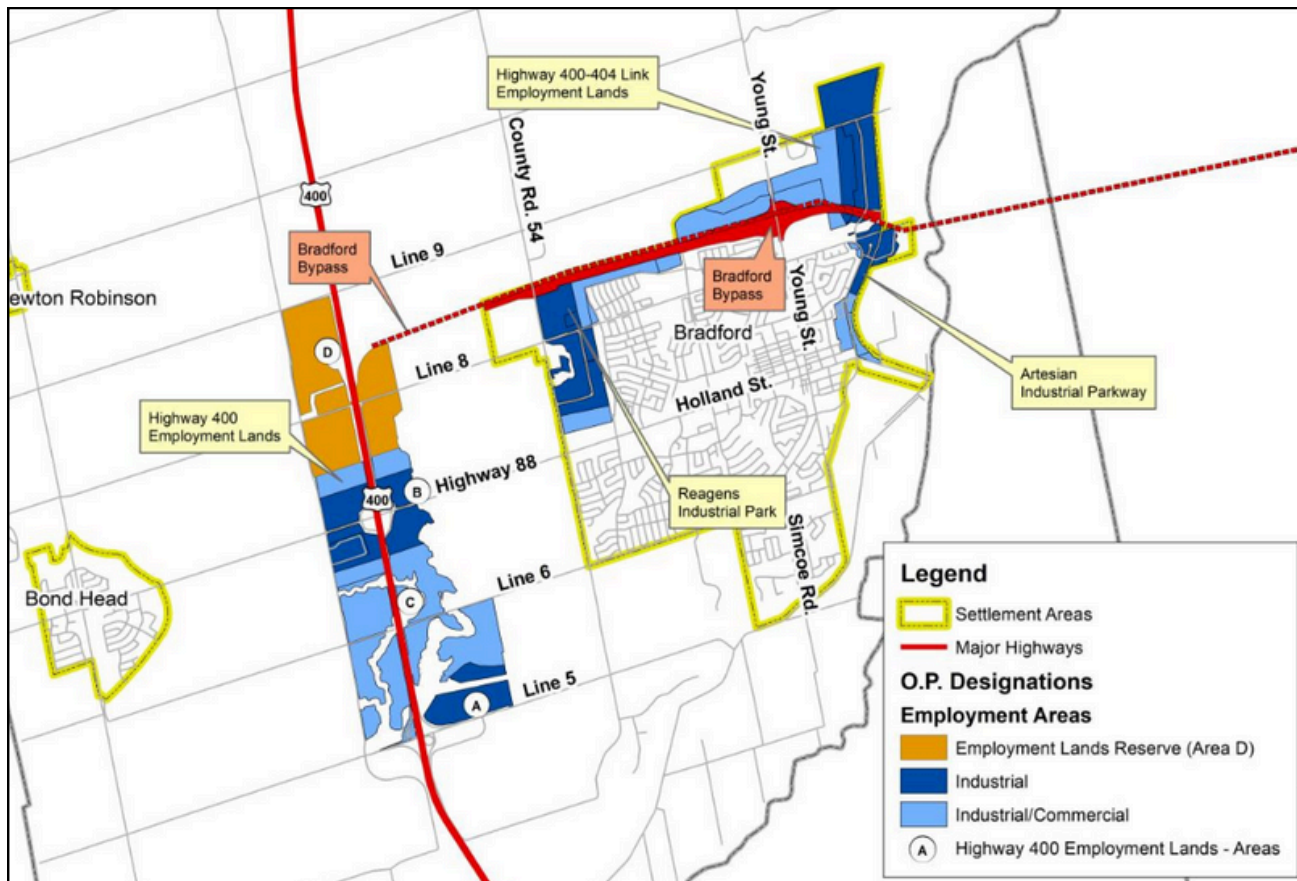 Highway 400-404 Link
Employment Lands
Young St.
County Rd. 54
400
Bradford
Bypass
Line 9
ewton Robinson
Bradford
Bypass
Young St.
Bradford
D
Line 8
Artesian
Industrial Parkway
Holland St.
Highway 400
Employment Lands
Highway 88
B
400
Reagens
Industrial Park
Simcoe Rd.
Line 6
Bond Head
C
Line 5
A
Legend
Settlement Areas
Major Highways
O.P. Designations
Employment Areas
Employment Lands Reserve (Area D)
Industrial
Industrial/Commercial
A
Highway 400 Employment Lands - Areas